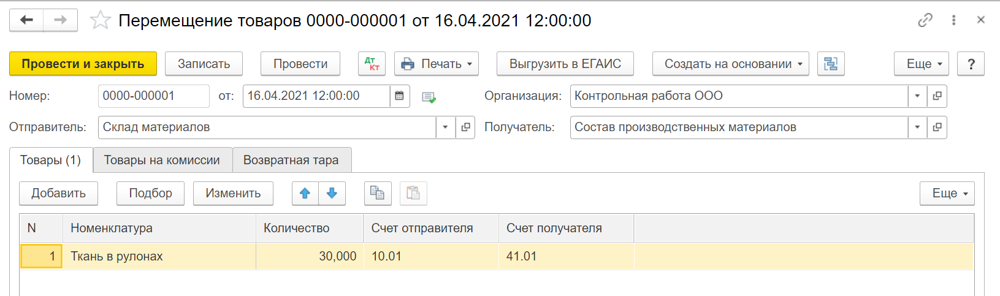 Перемещение товаров 0000-000001 от 16.04.2021 12:00:00
Провести и закрыть Записать Провести Дт Кт Печать Выгрузить в ЕГАИС Создать на основании Еще ?
Номер: 0000-000001 от: 16.04.2021 12:00:00 Организация: Контрольная работа ООО
Отправитель: Склад материалов Получатель: Состав производственных материалов
Товары (1) Товары на комиссии Возвратная тара
Добавить Подбор Изменить Еще
N Номенклатура Количество Счет отправителя Счет получателя
1 Ткань в рулонах 30,000 10.01 41.01